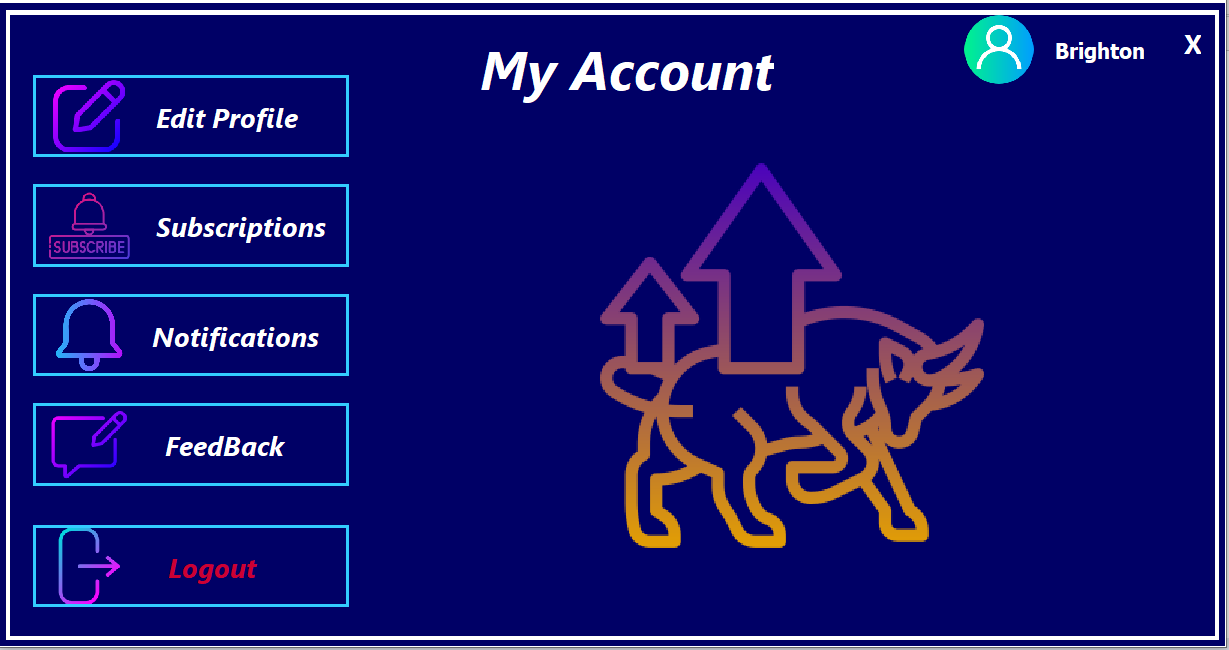 My Account
Brighton
X
Edit Profile
SUBSCRIBE
Subscriptions
Notifications
FeedBack
Logout